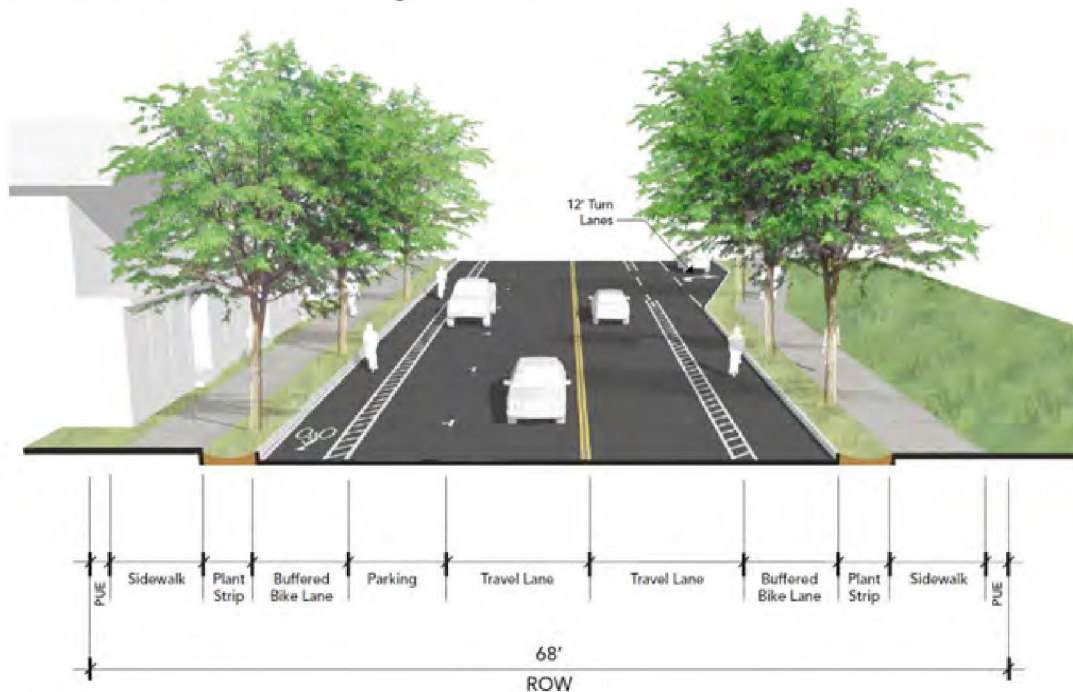 12' Turn
Lanes
PUE
Sidewalk
Plant
Strip
Buffered
Bike Lane
Parking
Travel Lane
Travel Lane
Buffered
Bike Lane
Plant
Strip
Sidewalk
PUE
68'
ROW